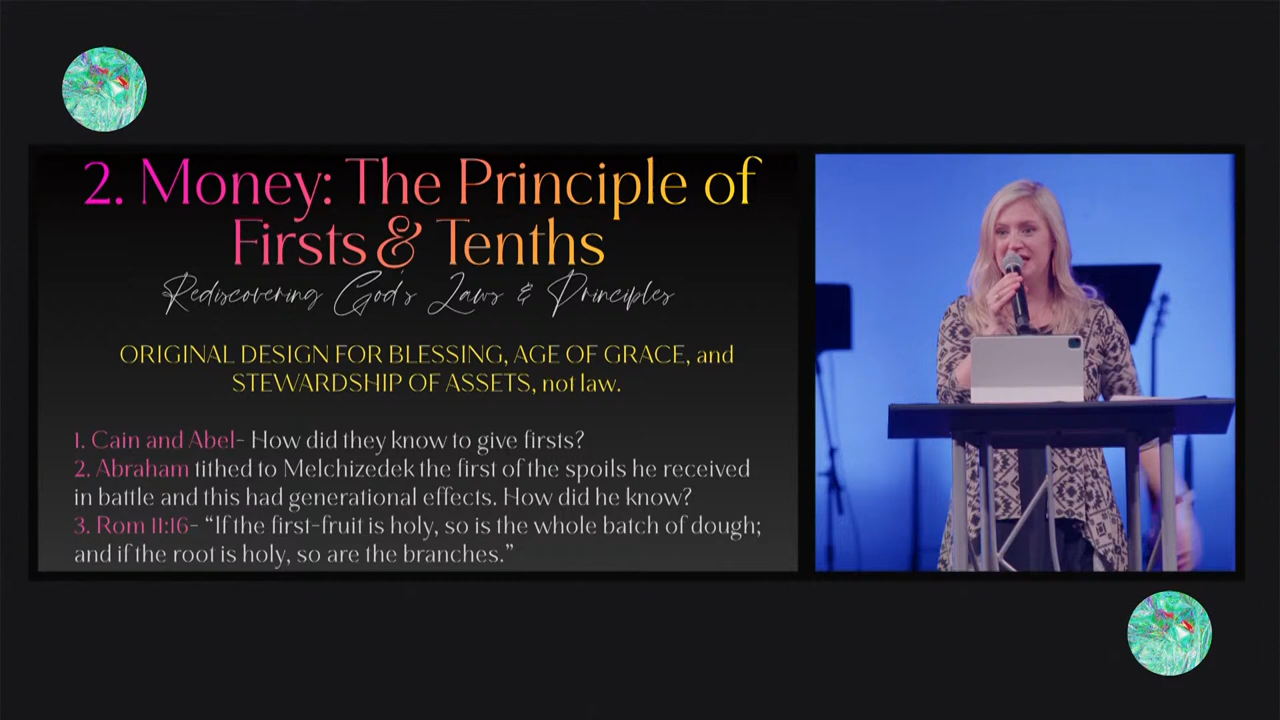 2. Money: The Principle of
Firsts & Tenths
Rediscovering God's Laws & Principles
ORIGINAL DESIGN FOR BLESSING, AGE OF GRACE, and
STEWARDSHIP OF ASSETS, not law.
1. Cain and Abel- How did they know to give firsts?
2. Abraham tithed to Melchizedek the first of the spoils he received
in battle and this had generational effects. How did he know?
3. Rom 11:16- “If the first-fruit is holy, so is the whole batch of dough;
and if the root is holy, so are the branches.”